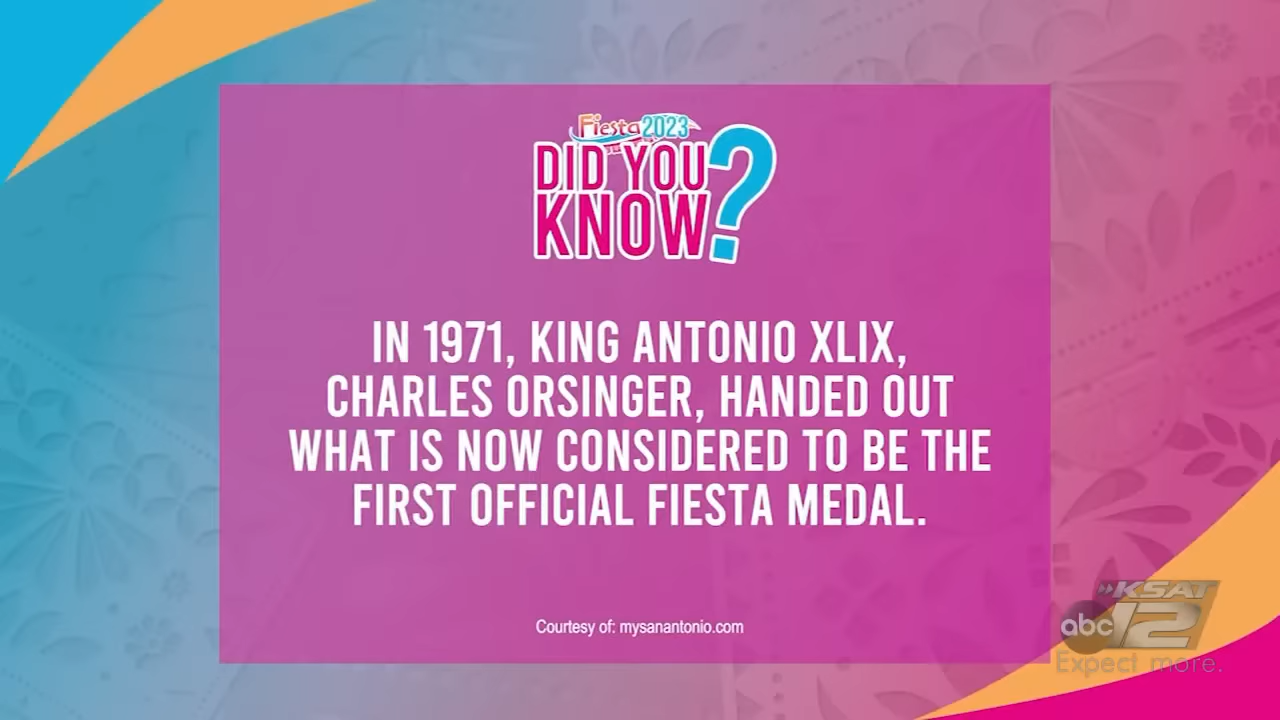 Fiesta 2023
DID YOU
KNOW?
IN 1971, KING ANTONIO XLIX,
CHARLES ORSINGER, HANDED OUT
WHAT IS NOW CONSIDERED TO BE THE
FIRST OFFICIAL FIESTA MEDAL.
Courtesy of: mysanantonio.com
KSAT
abc 12
Expect more.